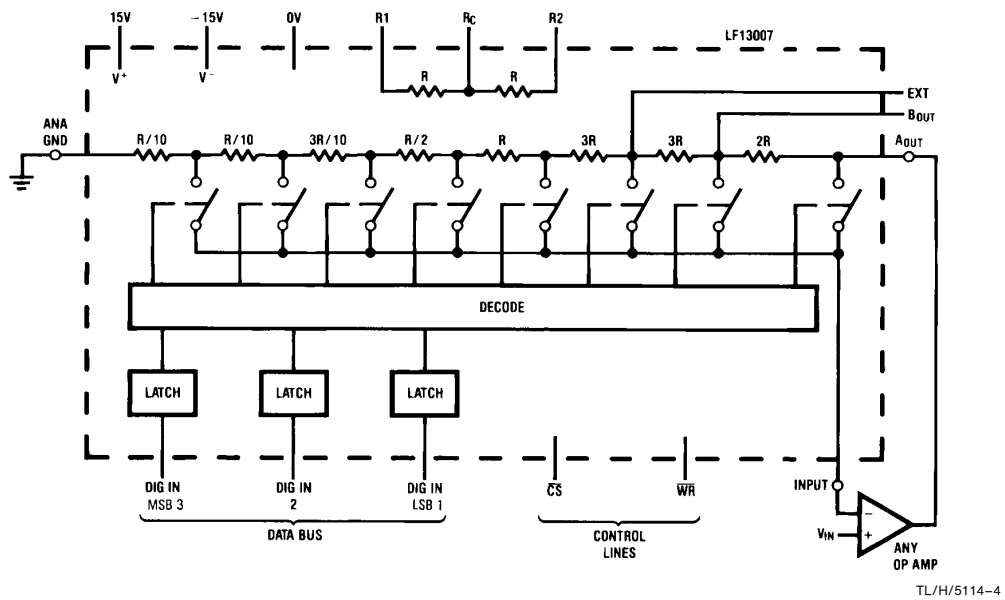 15V -15V 0V R1 RC R2
LF13007
V+ V-
R R
EXT
BOUT
ANA GND
R/10 R/10 3R/10 R/2 R 3R 3R 2R
AOUT
DECODE
LATCH LATCH LATCH
INPUT
DIG IN MSB 3
DIG IN 2
DIG IN LSB 1
CS WR
DATA BUS
CONTROL LINES
VIN
-
+
ANY OP AMP
TL/H/5114-4